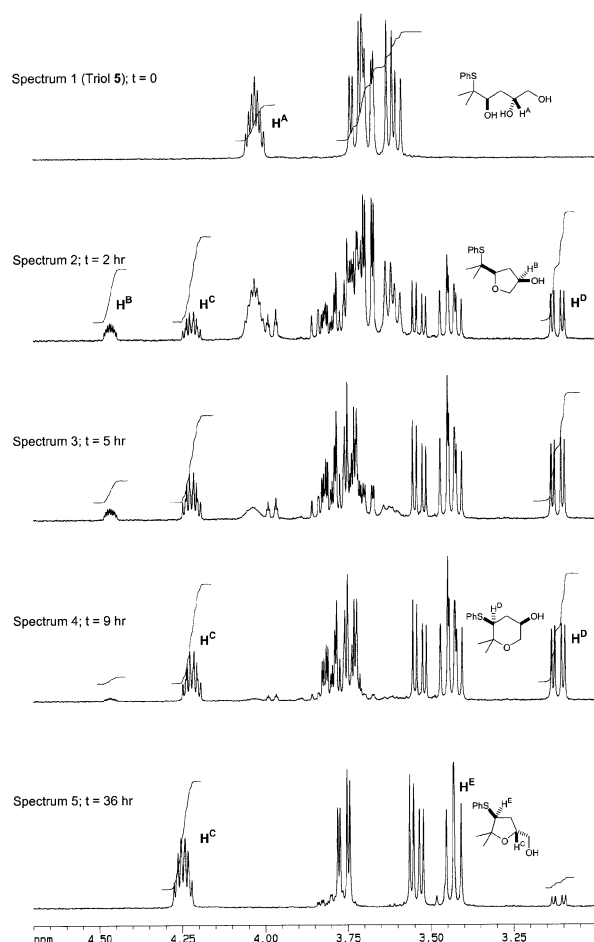 Spectrum 1 (Triol 5); t = 0
H^A
PhS
OH
OH
HO
H^A
Spectrum 2; t = 2 hr
H^B
H^C
PhS
H^B
OH
O
H^D
Spectrum 3; t = 5 hr
Spectrum 4; t = 9 hr
H^C
H^D
PhS
OH
O
H^D
Spectrum 5; t = 36 hr
H^C
H^E
PhS
H^E
O
H^C
OH
ppm 4.50 4.25 4.00 3.75 3.50 3.25